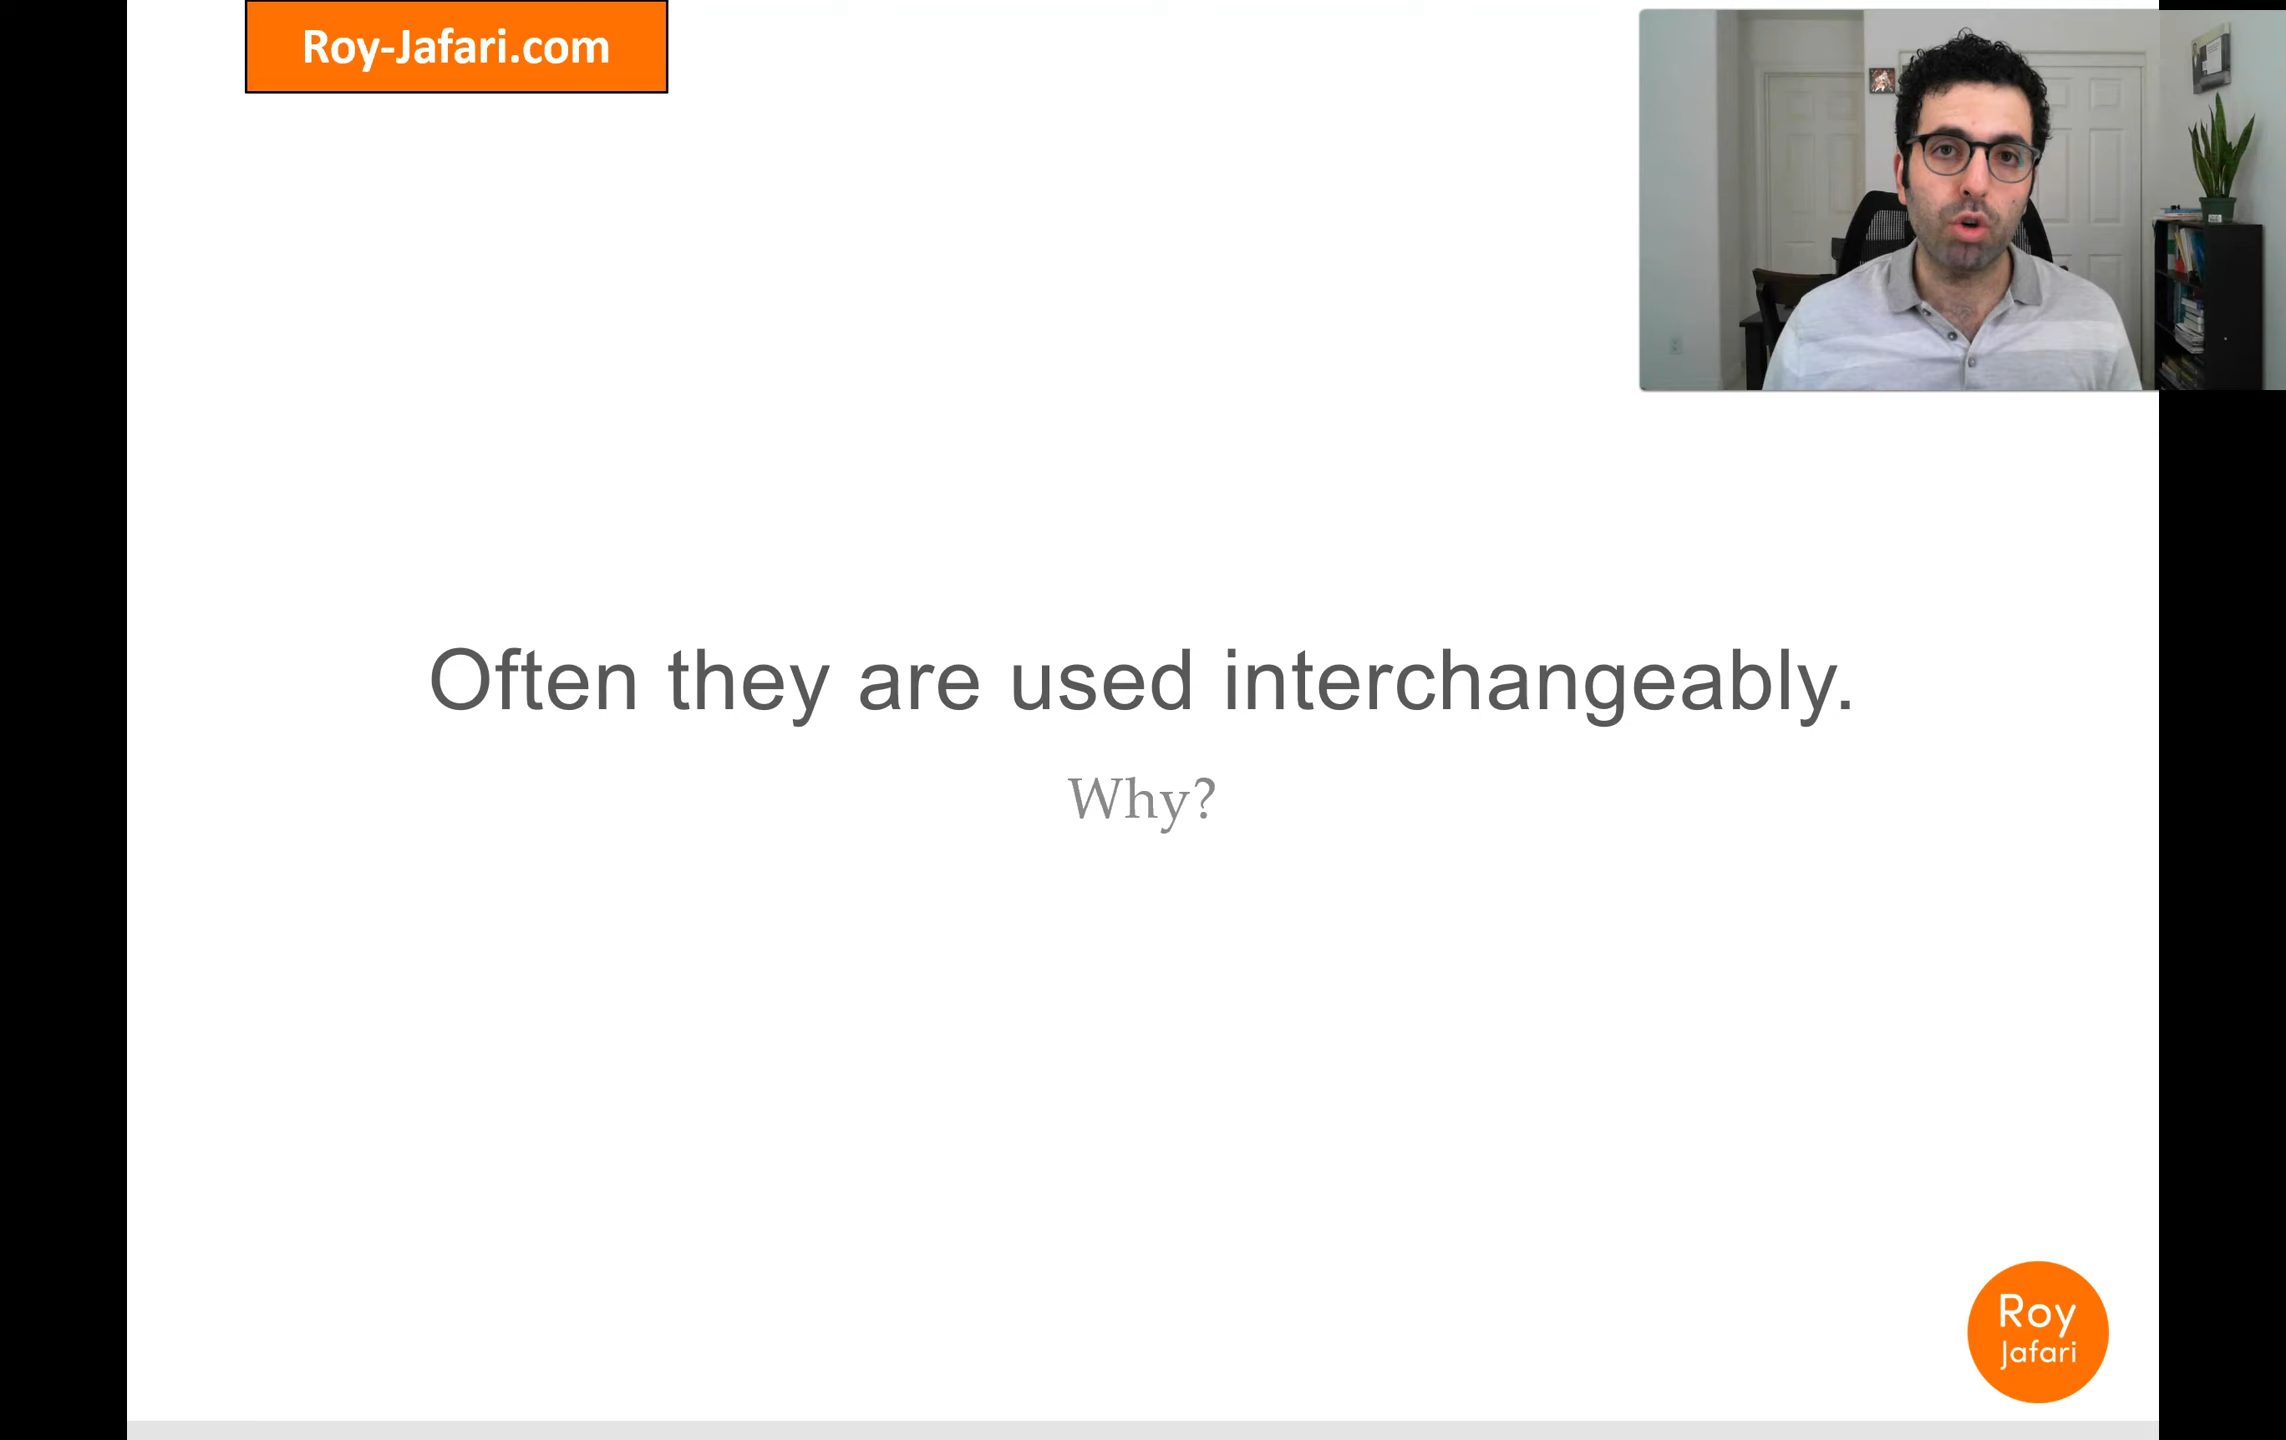 Roy-Jafari.com
Often they are used interchangeably.
Why?
Roy
Jafari